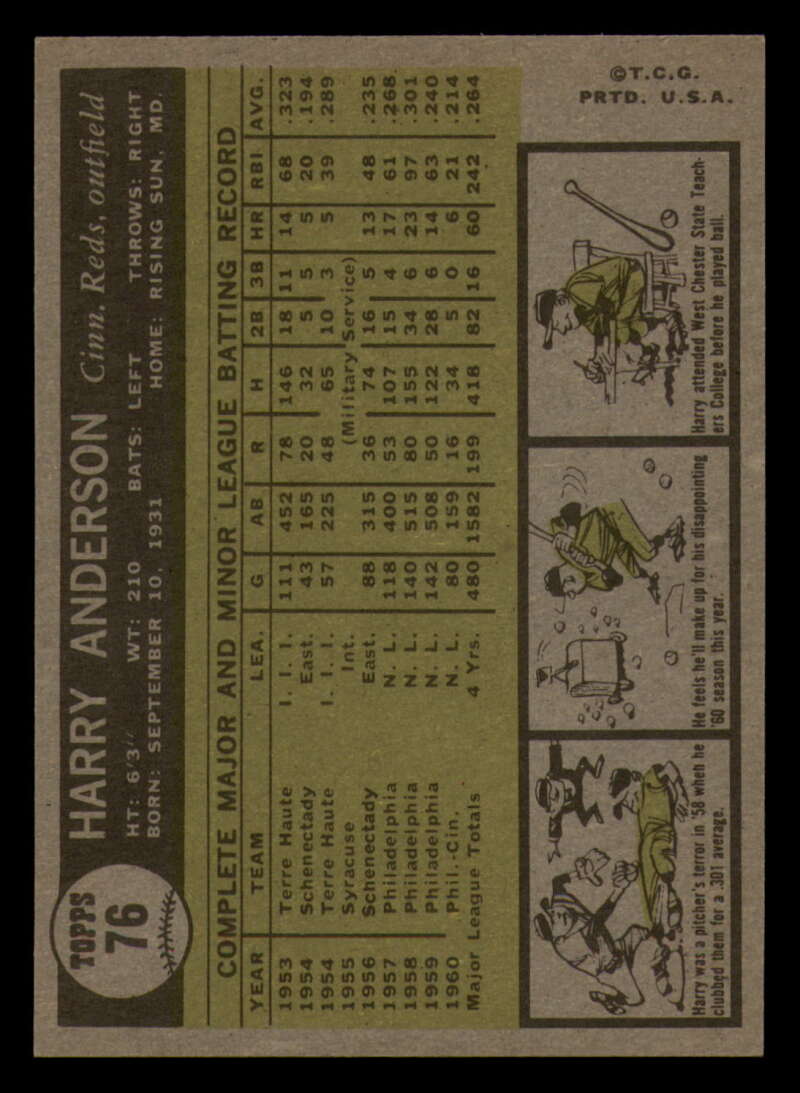 TOPPS
76
HARRY ANDERSON Cinn. Reds, outfield
HT: 6'3" WT: 210 BATS: LEFT THROWS: RIGHT
BORN: SEPTEMBER 10, 1931 HOME: RISING SUN, MD.
COMPLETE MAJOR AND MINOR LEAGUE BATTING RECORD
YEAR TEAM LEA. G AB R H 2B 3B HR RBI AVG.
1953 Terre Haute I. I. I. 111 452 78 146 18 11 14 68 .323
1954 Schenectady East. 43 165 20 32 5 5 5 20 .194
1954 Terre Haute I. I. I. 57 225 48 65 10 3 5 39 .289
1955 Syracuse Int. (Military Service)
1956 Schenectady East. 88 315 36 74 16 5 13 48 .235
1957 Philadelphia N. L. 118 400 53 107 15 4 17 61 .268
1958 Philadelphia N. L. 140 515 80 155 34 6 23 97 .301
1959 Philadelphia N. L. 142 508 50 122 28 6 14 63 .240
1960 Phil.-Cin. N. L. 80 159 16 34 5 0 6 21 .214
Major League Totals 4 Yrs. 480 1582 199 418 82 16 60 242 .264
Harry was a pitcher's terror in '58 when he
clubbed them for a .301 average.
He feels he'll make up for his disappointing
'60 season this year.
Harry attended West Chester State Teach-
ers College before he played ball.
©T.C.G.
PRTD. U.S.A.